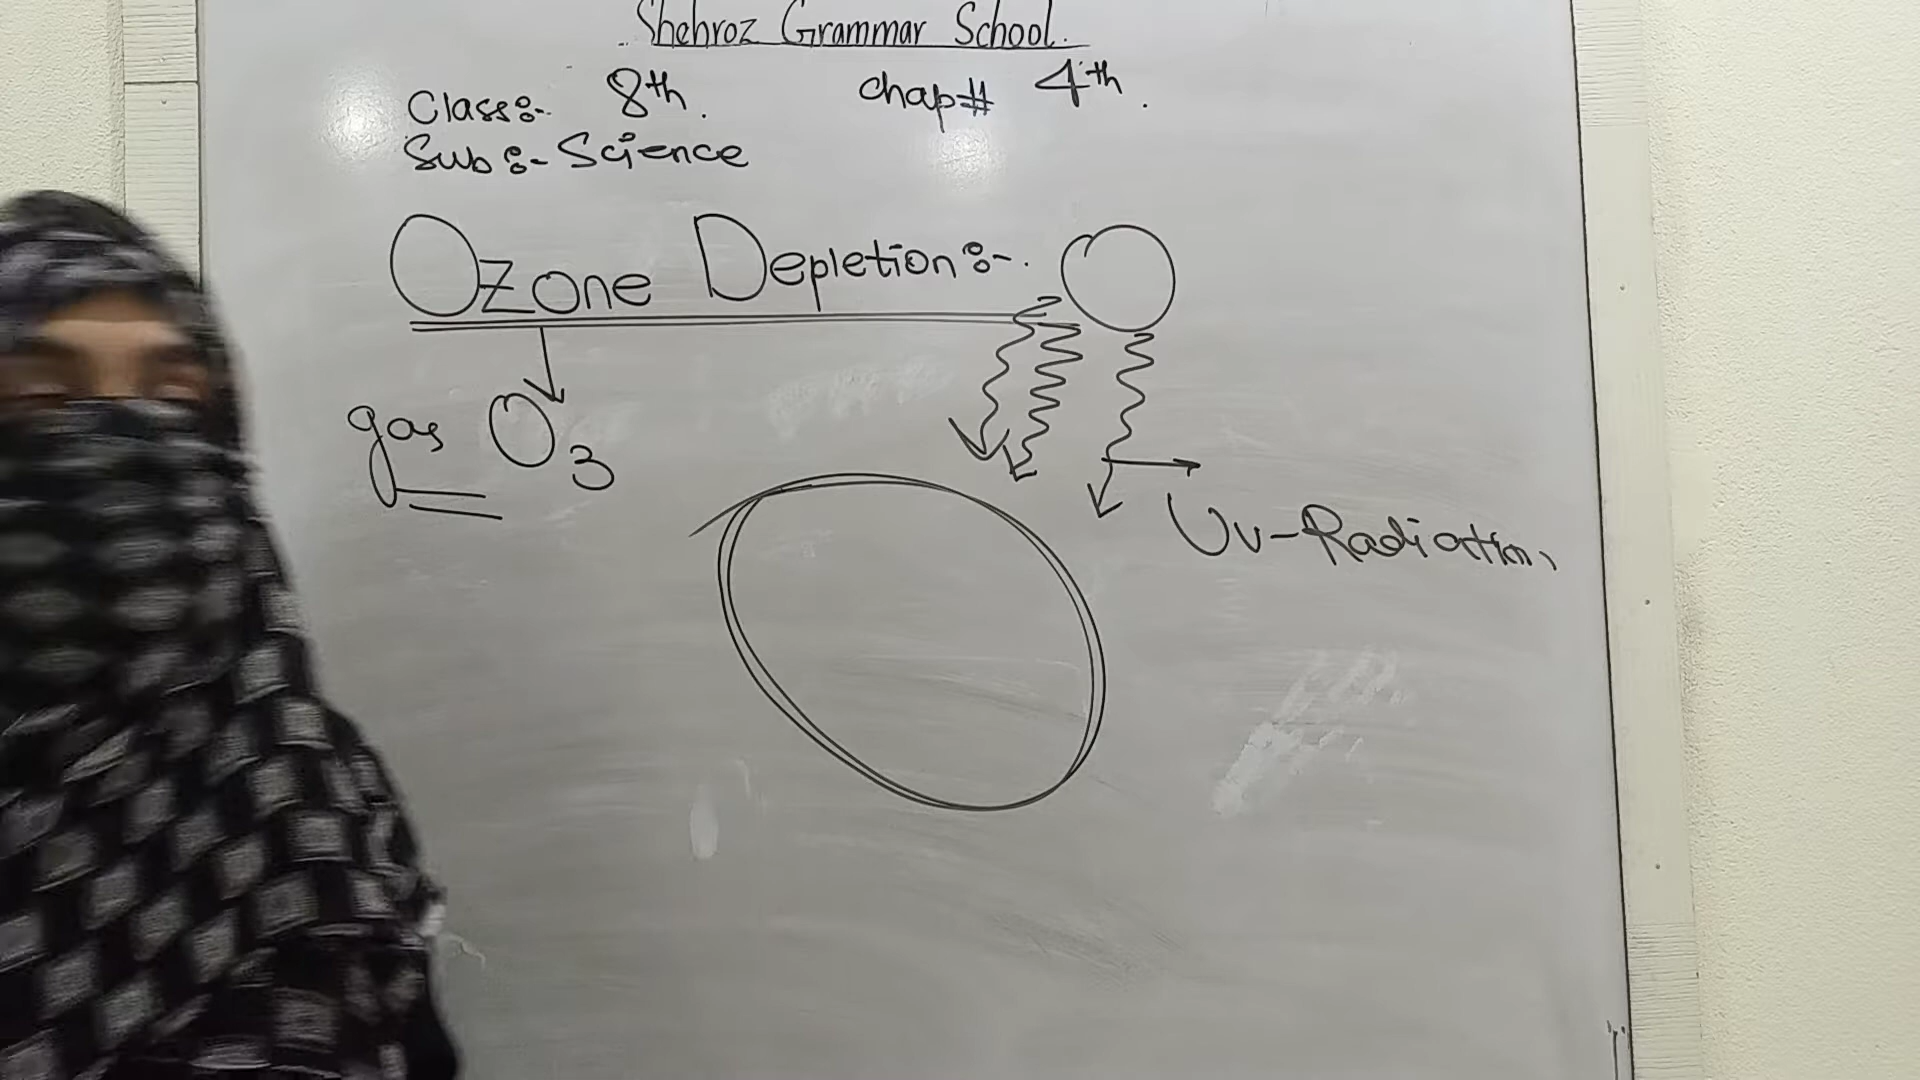 Shehroz Grammar School.
Class:- 8th. chap# 4th.
Sub:- Science
Ozone Depletion:-.
gas O3
Uv-Radiation,